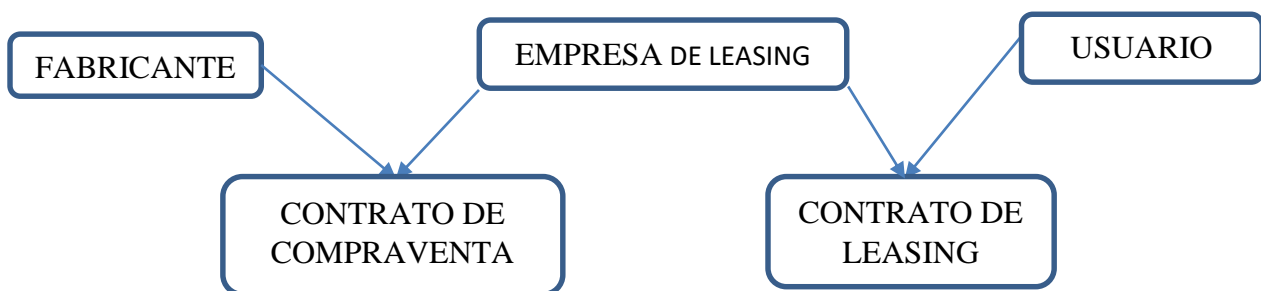 FABRICANTE
EMPRESA DE LEASING
USUARIO
CONTRATO DE
COMPRAVENTA
CONTRATO DE
LEASING